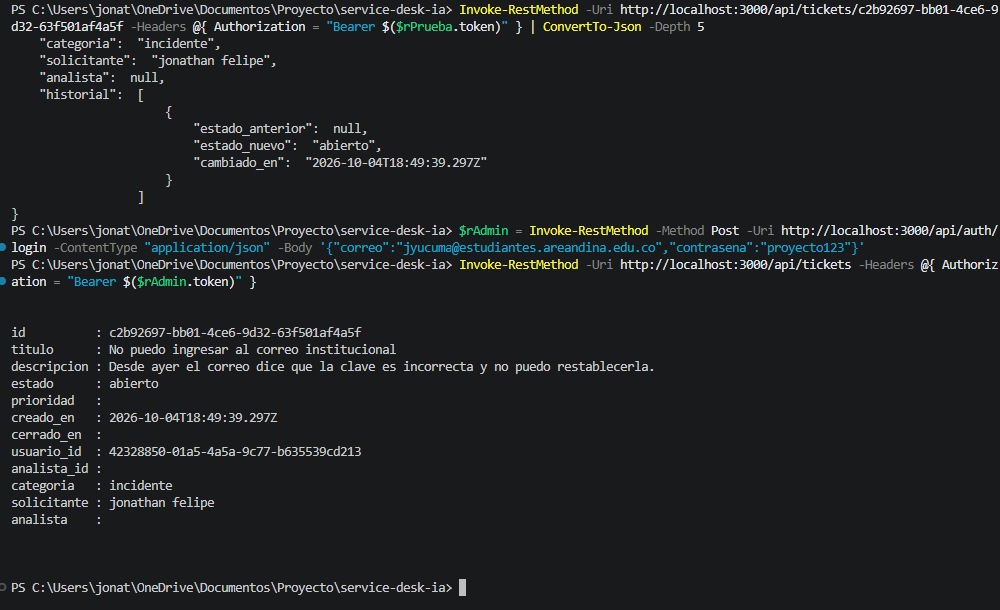 PS C:\Users\jonat\OneDrive\Documentos\Proyecto\service-desk-ia> Invoke-RestMethod -Uri http://localhost:3000/api/tickets/c2b92697-bb01-4ce6-9
d32-63f501af4a5f -Headers @{ Authorization = "Bearer $($rPrueba.token)" } | ConvertTo-Json -Depth 5
    "categoria":  "incidente",
    "solicitante":  "jonathan felipe",
    "analista":  null,
    "historial":  [
                      {
                          "estado_anterior":  null,
                          "estado_nuevo":  "abierto",
                          "cambiado_en":  "2026-10-04T18:49:39.297Z"
                      }
                  ]
}
PS C:\Users\jonat\OneDrive\Documentos\Proyecto\service-desk-ia> $rAdmin = Invoke-RestMethod -Method Post -Uri http://localhost:3000/api/auth/
login -ContentType "application/json" -Body '{"correo":"jyucuma@estudiantes.areandina.edu.co","contrasena":"proyecto123"}'
PS C:\Users\jonat\OneDrive\Documentos\Proyecto\service-desk-ia> Invoke-RestMethod -Uri http://localhost:3000/api/tickets -Headers @{ Authoriz
ation = "Bearer $($rAdmin.token)" }
id          : c2b92697-bb01-4ce6-9d32-63f501af4a5f
titulo      : No puedo ingresar al correo institucional
descripcion : Desde ayer el correo dice que la clave es incorrecta y no puedo restablecerla.
estado      : abierto
prioridad   :
creado_en   : 2026-10-04T18:49:39.297Z
cerrado_en  :
usuario_id  : 42328850-01a5-4a5a-9c77-b635539cd213
analista_id :
categoria   : incidente
solicitante : jonathan felipe
analista    :
PS C:\Users\jonat\OneDrive\Documentos\Proyecto\service-desk-ia>